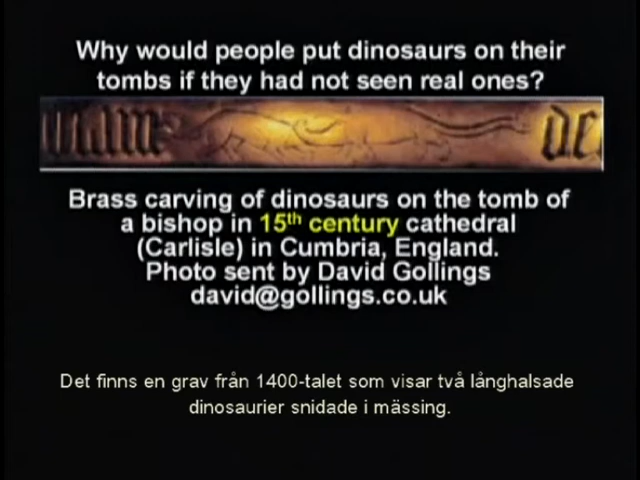 Why would people put dinosaurs on their
tombs if they had not seen real ones?
Brass carving of dinosaurs on the tomb of
a bishop in 15th century cathedral
(Carlisle) in Cumbria, England.
Photo sent by David Gollings
david@gollings.co.uk
Det finns en grav från 1400-talet som visar två långhalsade
dinosaurier snidade i mässing.